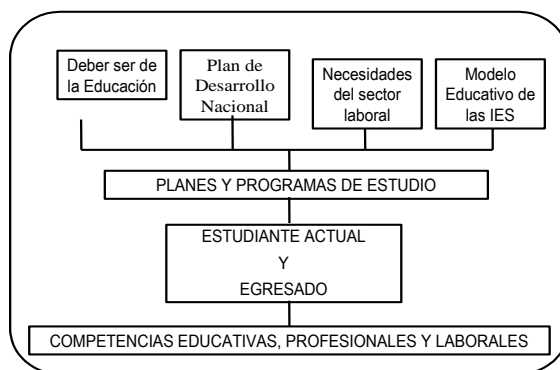 Deber ser de
la Educación
Plan de
Desarrollo
Nacional
Necesidades
del sector
laboral
Modelo
Educativo de
las IES
PLANES Y PROGRAMAS DE ESTUDIO
ESTUDIANTE ACTUAL
Y
EGRESADO
COMPETENCIAS EDUCATIVAS, PROFESIONALES Y LABORALES